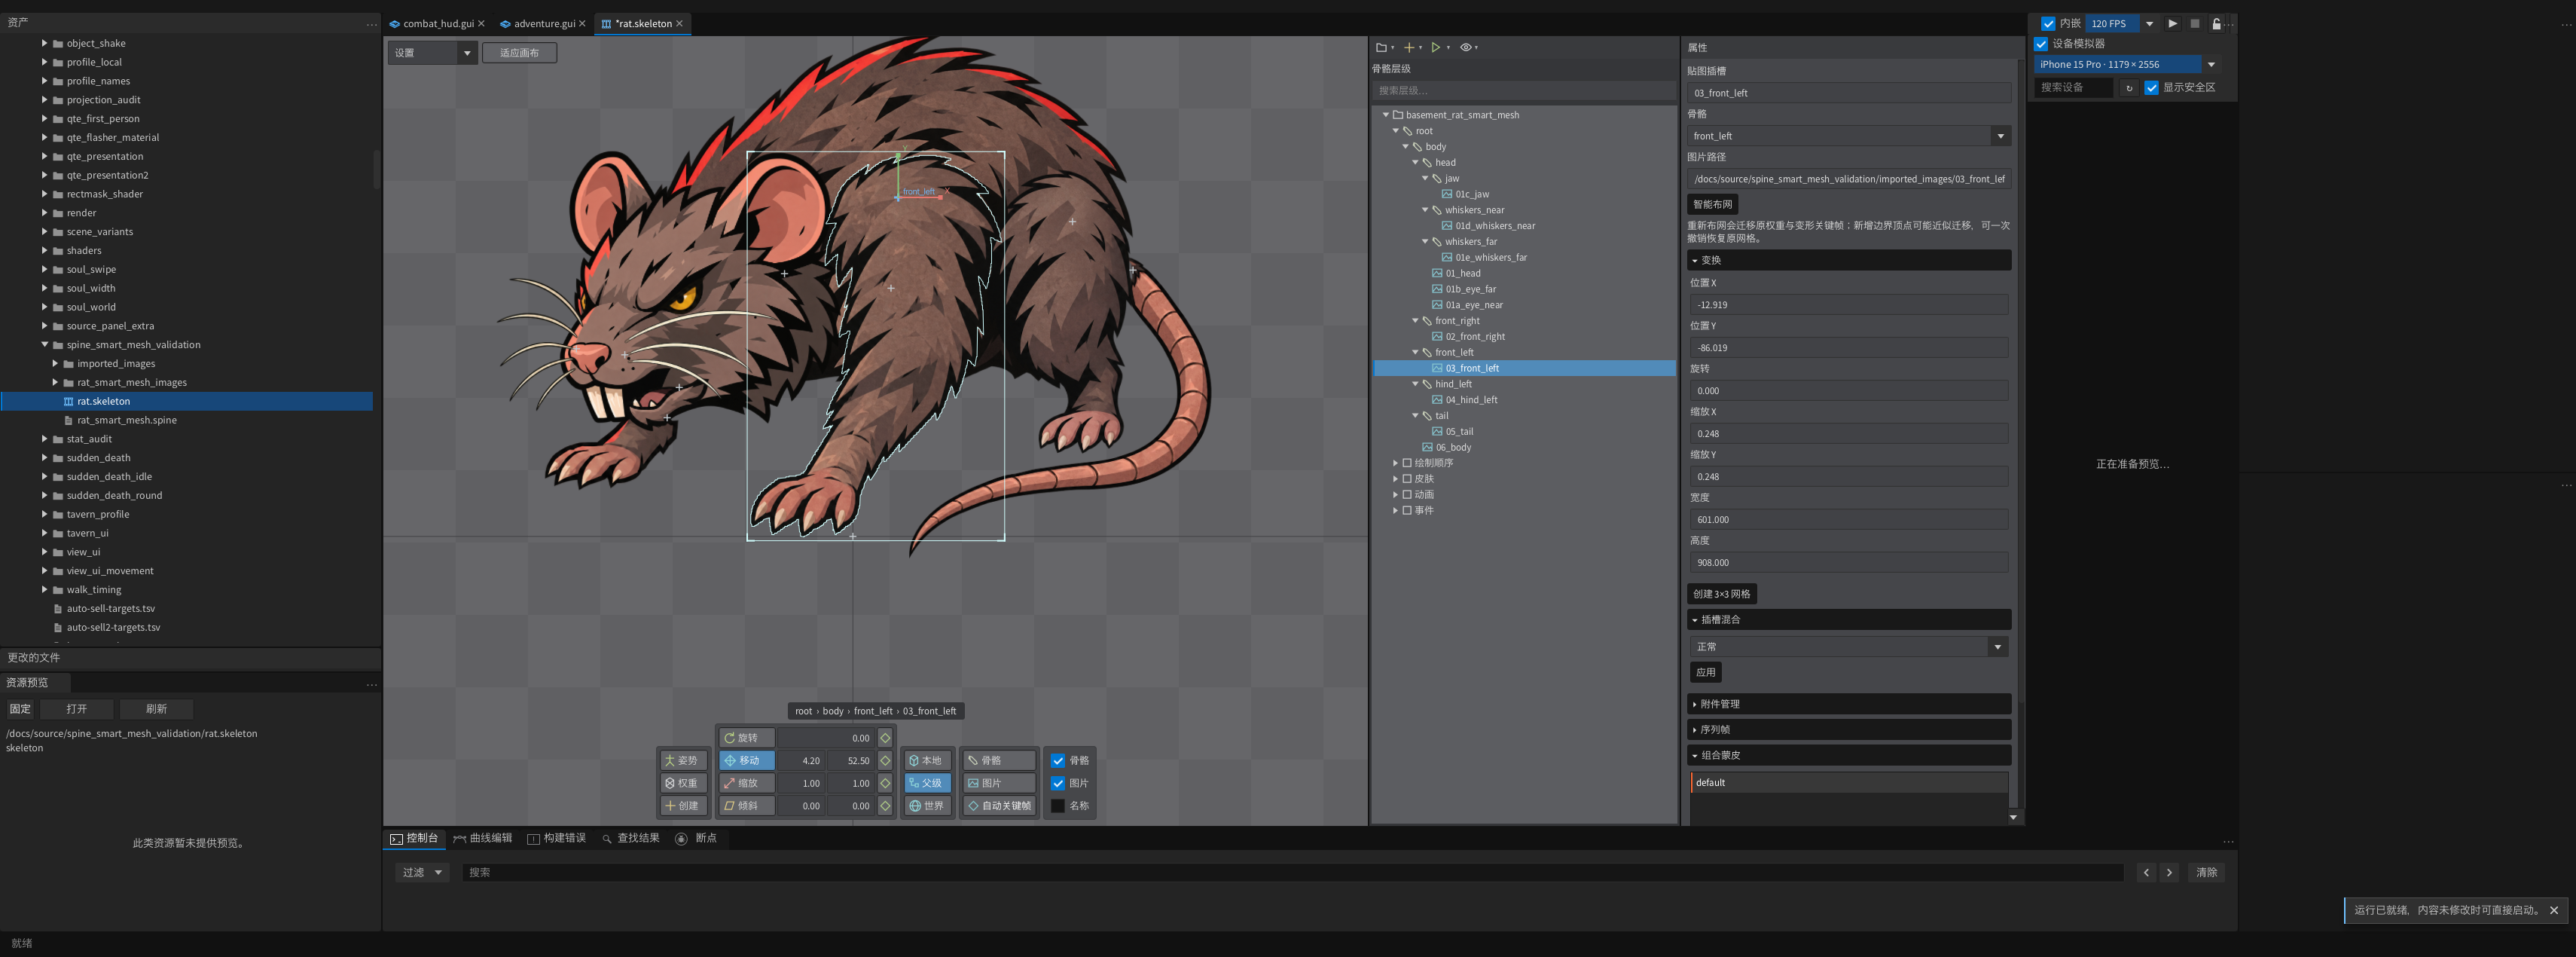 资产
object_shake
profile_local
profile_names
projection_audit
qte_first_person
qte_flasher_material
qte_presentation
qte_presentation2
rectmask_shader
render
scene_variants
shaders
soul_swipe
soul_width
soul_world
source_panel_extra
spine_smart_mesh_validation
imported_images
rat_smart_mesh_images
rat.skeleton
rat_smart_mesh.spine
stat_audit
sudden_death
sudden_death_idle
sudden_death_round
tavern_profile
tavern_ui
view_ui
view_ui_movement
walk_timing
auto-sell-targets.tsv
auto-sell2-targets.tsv
更改的文件
资源预览
固定 打开 刷新
/docs/source/spine_smart_mesh_validation/rat.skeleton
skeleton
此类资源暂未提供预览。
就绪
combat_hud.gui adventure.gui *rat.skeleton
设置 适应画布
Y
front_left X
root › body › front_left › 03_front_left
旋转 0.00
姿势 移动 4.20 52.50 本地 骨骼 骨骼
权重 缩放 1.00 1.00 父级 图片 图片
创建 倾斜 0.00 0.00 世界 自动关键帧 名称
控制台 曲线编辑 构建错误 查找结果 断点
过滤 搜索 清除
骨骼层级
搜索层级...
basement_rat_smart_mesh
root
body
head
jaw
01c_jaw
whiskers_near
01d_whiskers_near
whiskers_far
01e_whiskers_far
01_head
01b_eye_far
01a_eye_near
front_right
02_front_right
front_left
03_front_left
hind_left
04_hind_left
tail
05_tail
06_body
绘制顺序
皮肤
动画
事件
属性
贴图插槽
03_front_left
骨骼
front_left
图片路径
/docs/source/spine_smart_mesh_validation/imported_images/03_front_lef
智能布网
重新布网会迁移原权重与变形关键帧；新增边界顶点可能近似迁移，可一次
撤销恢复原网格。
变换
位置 X
-12.919
位置 Y
-86.019
旋转
0.000
缩放 X
0.248
缩放 Y
0.248
宽度
601.000
高度
908.000
创建 3×3 网格
插槽混合
正常
应用
附件管理
序列帧
组合蒙皮
default
内嵌 120 FPS
设备模拟器
iPhone 15 Pro · 1179 × 2556
搜索设备 显示安全区
正在准备预览...
运行已就绪，内容未修改时可直接启动。